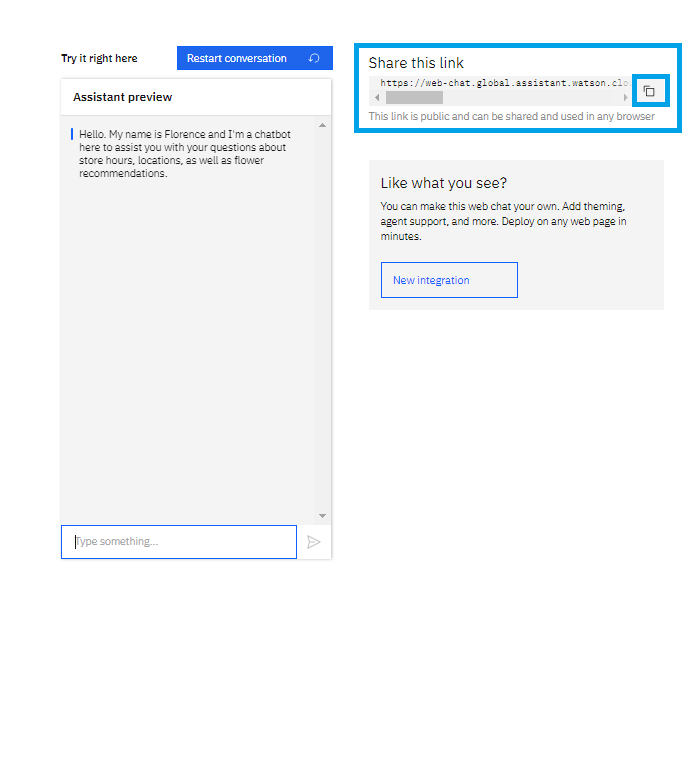 Try it right here
Restart conversation
Assistant preview
Hello. My name is Florence and I'm a chatbot
here to assist you with your questions about
store hours, locations, as well as flower
recommendations.
Type something...
Share this link
https://web-chat.global.assistant.watson.clo
This link is public and can be shared and used in any browser
Like what you see?
You can make this web chat your own. Add theming,
agent support, and more. Deploy on any web page in
minutes.
New integration